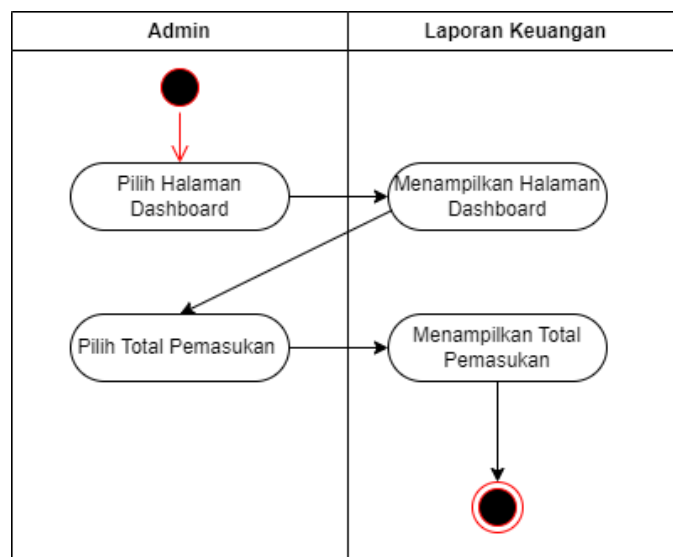 Admin
Laporan Keuangan
Pilih Halaman
Dashboard
Menampilkan Halaman
Dashboard
Pilih Total Pemasukan
Menampilkan Total
Pemasukan